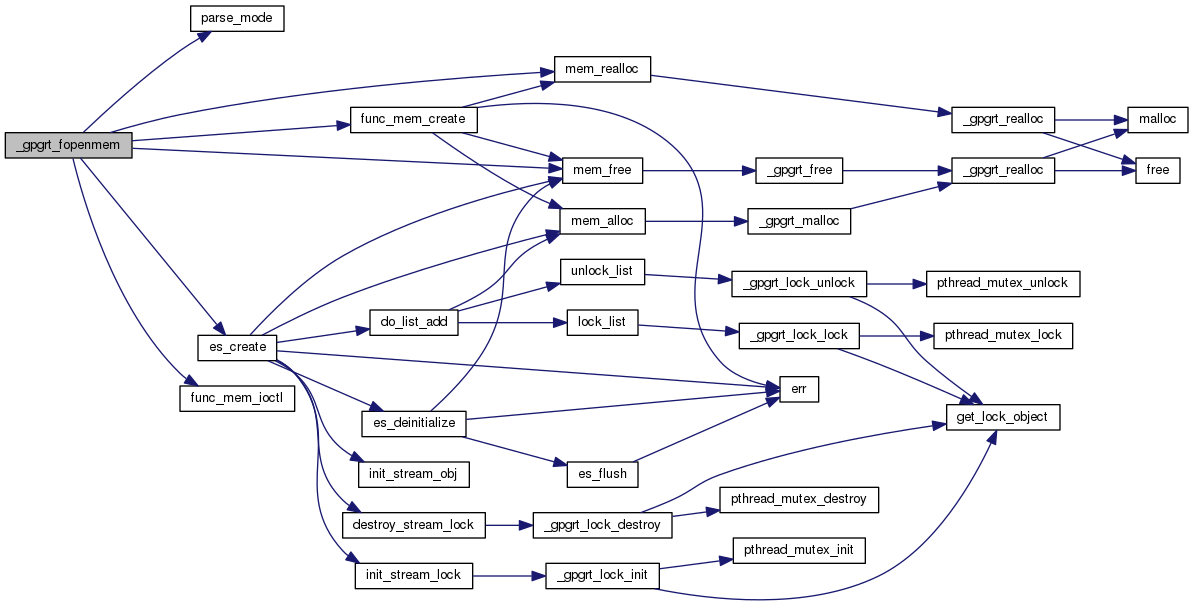 parse_mode
_gpgrt_fopenmem
mem_realloc
func_mem_create
_gpgrt_realloc
malloc
mem_free
_gpgrt_free
_gpgrt_realloc
free
mem_alloc
_gpgrt_malloc
unlock_list
_gpgrt_lock_unlock
pthread_mutex_unlock
do_list_add
lock_list
_gpgrt_lock_lock
pthread_mutex_lock
es_create
func_mem_ioctl
err
es_deinitialize
get_lock_object
init_stream_obj
es_flush
destroy_stream_lock
_gpgrt_lock_destroy
pthread_mutex_destroy
init_stream_lock
_gpgrt_lock_init
pthread_mutex_init